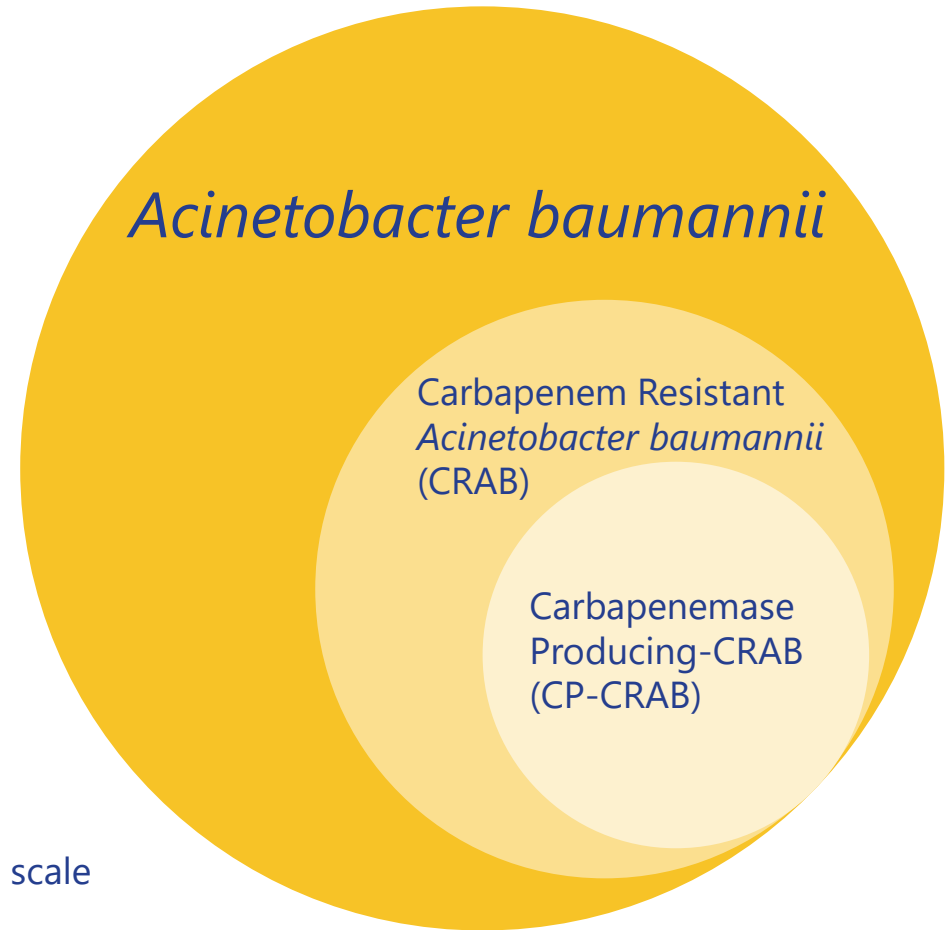 Acinetobacter baumannii
Carbapenem Resistant
Acinetobacter baumannii
(CRAB)
Carbapenemase
Producing-CRAB
(CP-CRAB)
scale